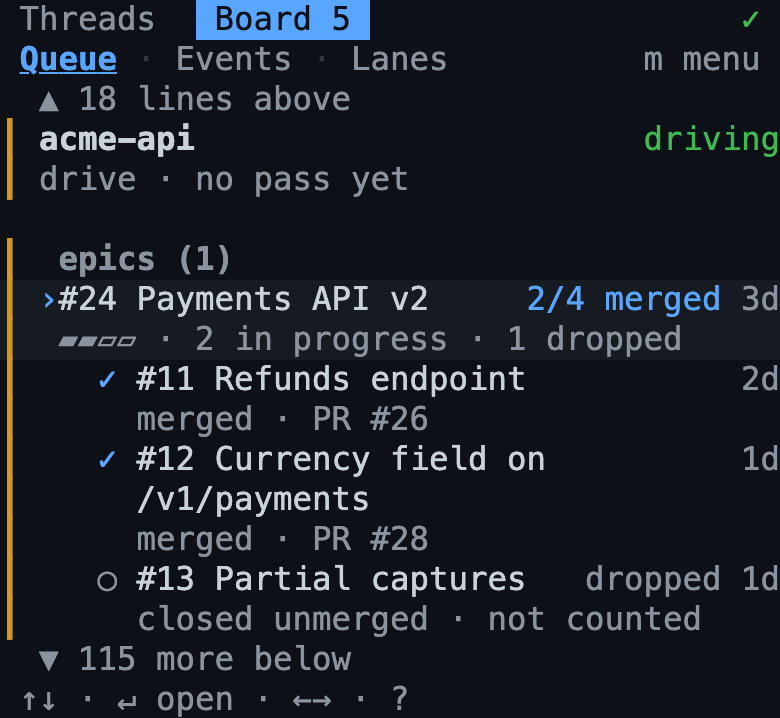 Threads Board 5 ✓
Queue · Events · Lanes m menu
▲ 18 lines above
acme-api driving
drive · no pass yet
epics (1)
›#24 Payments API v2 2/4 merged 3d
▰▰▱▱ · 2 in progress · 1 dropped
✓ #11 Refunds endpoint 2d
merged · PR #26
✓ #12 Currency field on 1d
/v1/payments
merged · PR #28
○ #13 Partial captures dropped 1d
closed unmerged · not counted
▼ 115 more below
↑↓ · ↵ open · ←→ · ?